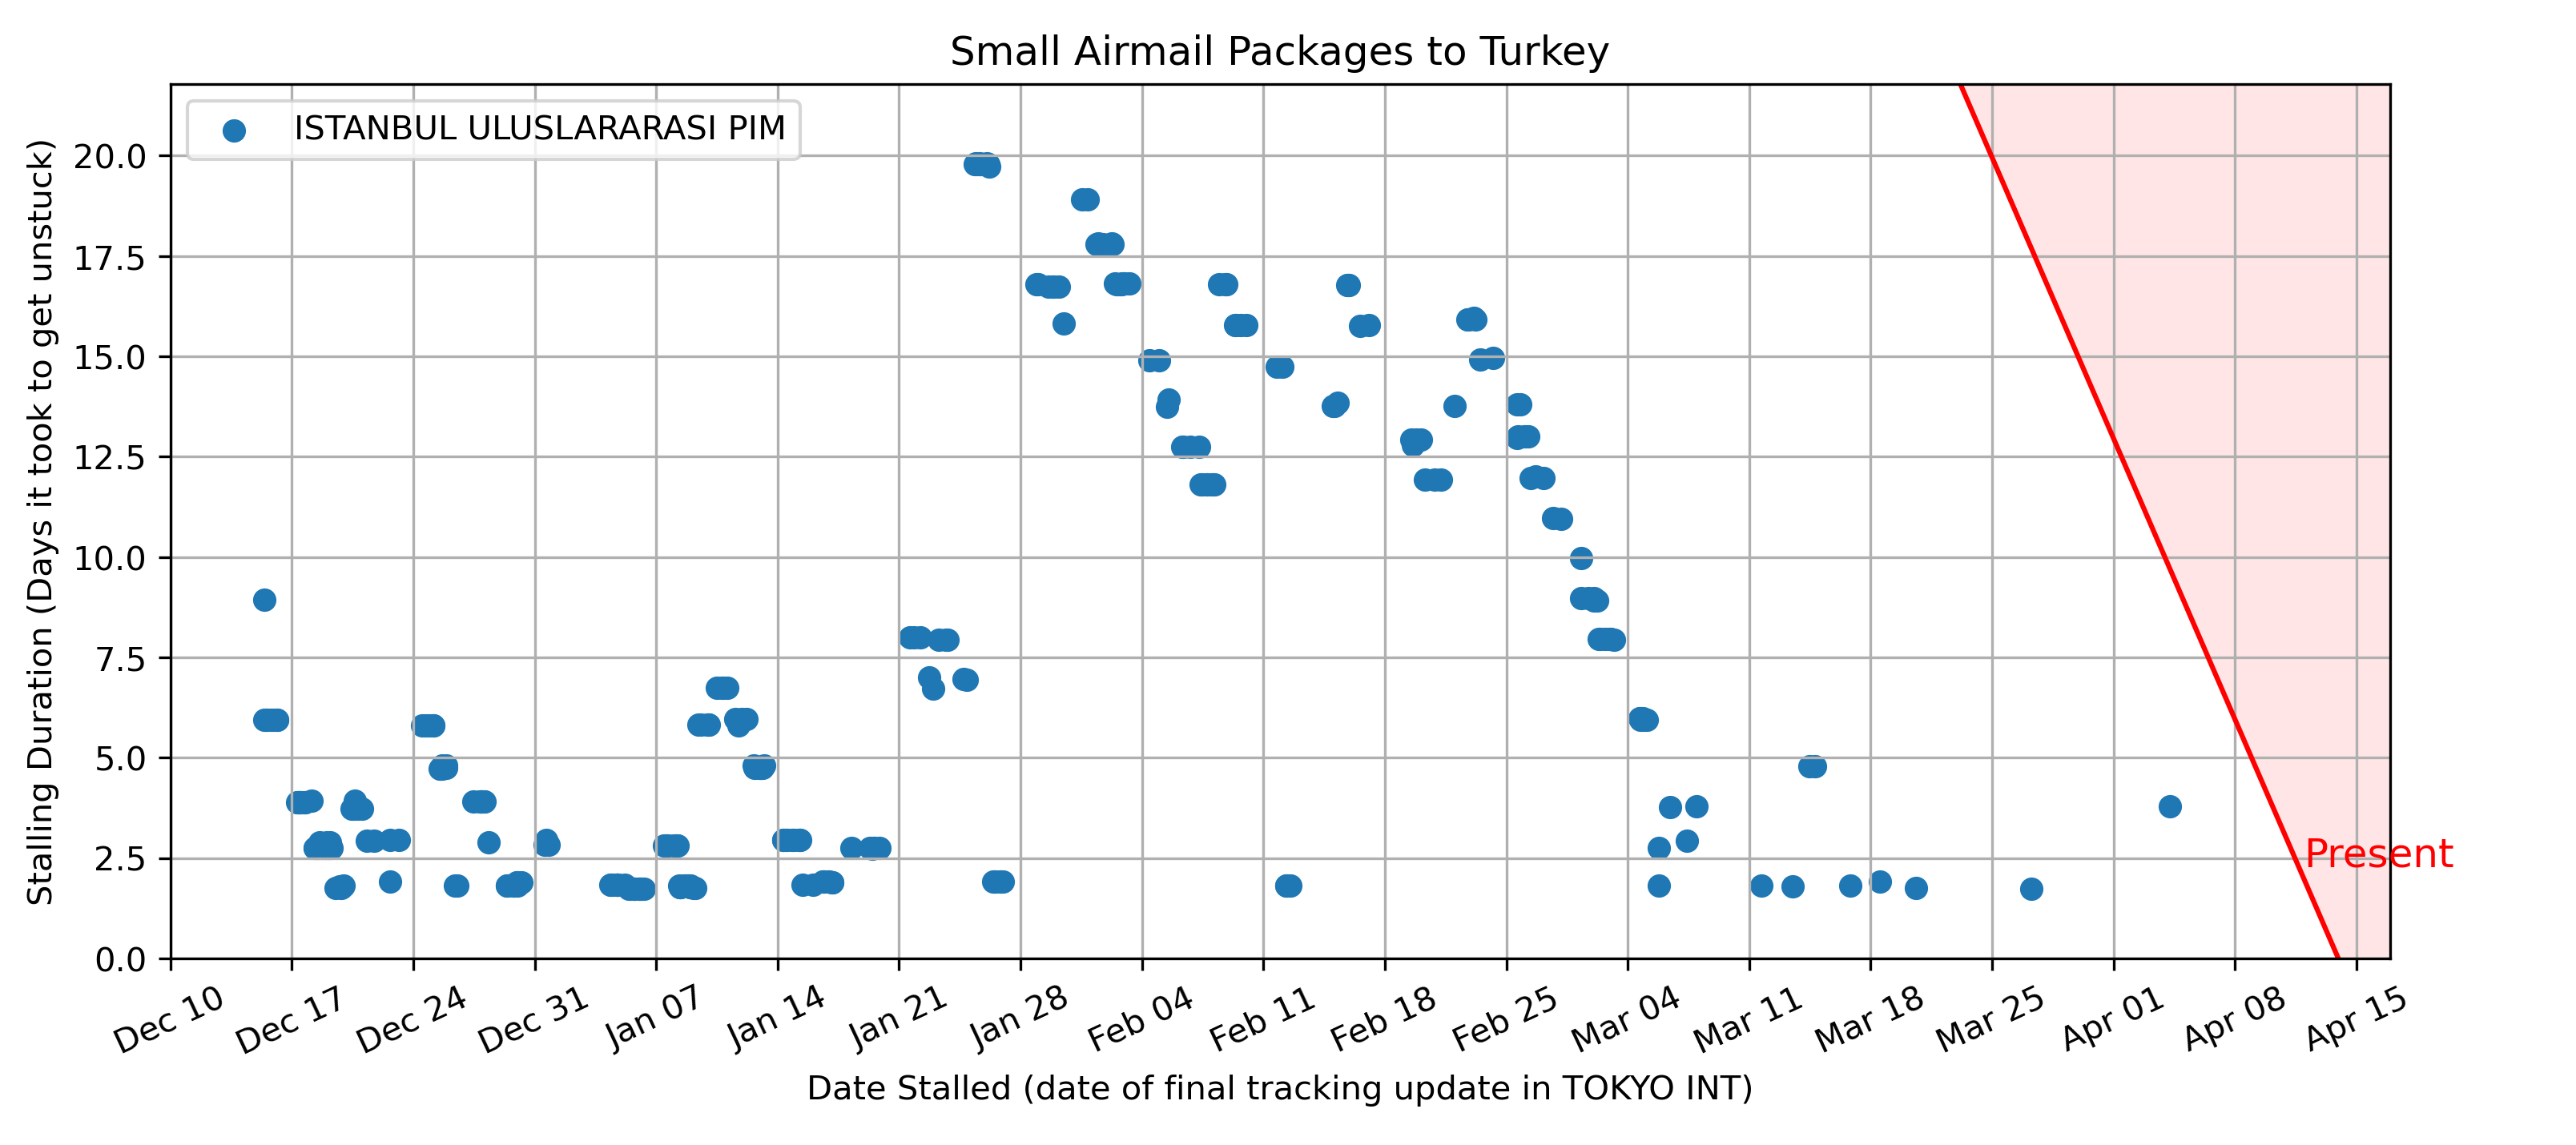 Small Airmail Packages to Turkey
ISTANBUL ULUSLARARASI PIM
Stalling Duration (Days it took to get unstuck)
20.0
17.5
15.0
12.5
10.0
7.5
5.0
2.5
0.0
Present
Dec 10
Dec 17
Dec 24
Dec 31
Jan 07
Jan 14
Jan 21
Jan 28
Feb 04
Feb 11
Feb 18
Feb 25
Mar 04
Mar 11
Mar 18
Mar 25
Apr 01
Apr 08
Apr 15
Date Stalled (date of final tracking update in TOKYO INT)